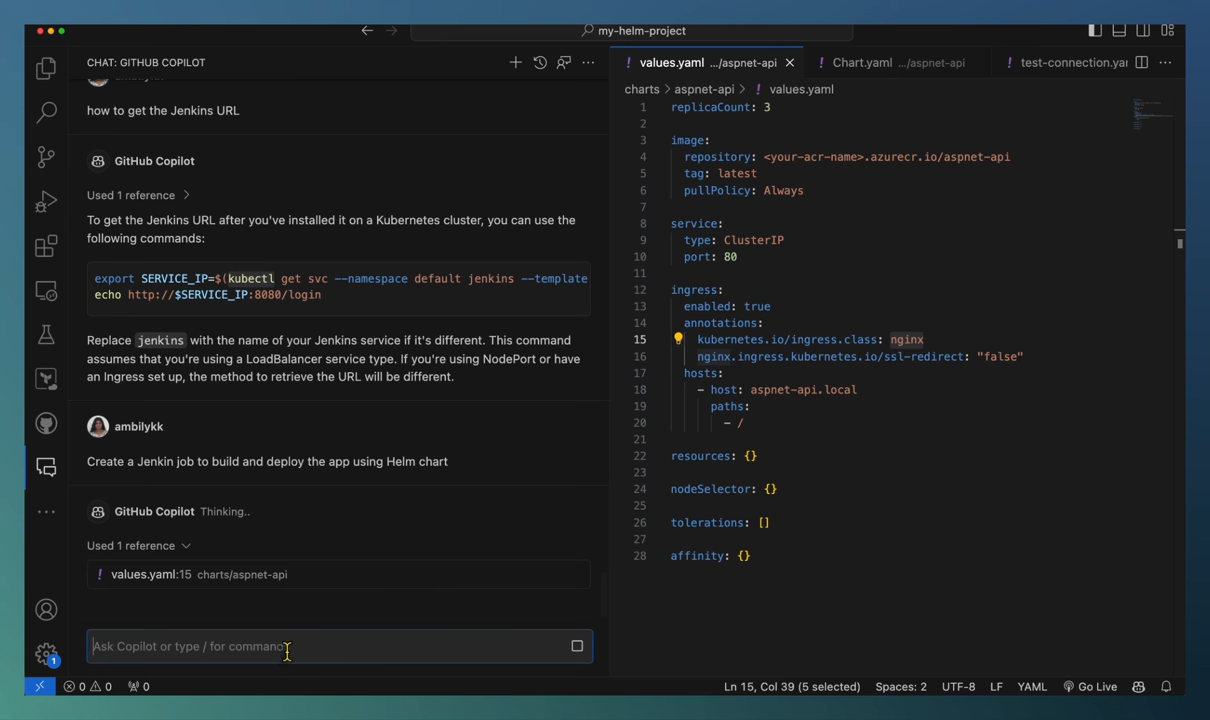 my-helm-project
CHAT: GITHUB COPILOT
how to get the Jenkins URL
GitHub Copilot
Used 1 reference
To get the Jenkins URL after you've installed it on a Kubernetes cluster, you can use the
following commands:
export SERVICE_IP=$(kubectl get svc --namespace default jenkins --template
echo http://$SERVICE_IP:8080/login
Replace jenkins with the name of your Jenkins service if it's different. This command
assumes that you're using a LoadBalancer service type. If you're using NodePort or have
an Ingress set up, the method to retrieve the URL will be different.
ambilykk
Create a Jenkin job to build and deploy the app using Helm chart
GitHub Copilot Thinking..
Used 1 reference
! values.yaml:15 charts/aspnet-api
Ask Copilot or type / for command
! values.yaml .../aspnet-api
! Chart.yaml .../aspnet-api
! test-connection.yar
charts > aspnet-api > ! values.yaml
1 replicaCount: 3
2
3 image:
4 repository: <your-acr-name>.azurecr.io/aspnet-api
5 tag: latest
6 pullPolicy: Always
7
8 service:
9 type: ClusterIP
10 port: 80
11
12 ingress:
13 enabled: true
14 annotations:
15 kubernetes.io/ingress.class: nginx
16 nginx.ingress.kubernetes.io/ssl-redirect: "false"
17 hosts:
18 - host: aspnet-api.local
19 paths:
20 - /
21
22 resources: {}
23
24 nodeSelector: {}
25
26 tolerations: []
27
28 affinity: {}
1
0 0 0
Ln 15, Col 39 (5 selected) Spaces: 2 UTF-8 LF YAML Go Live